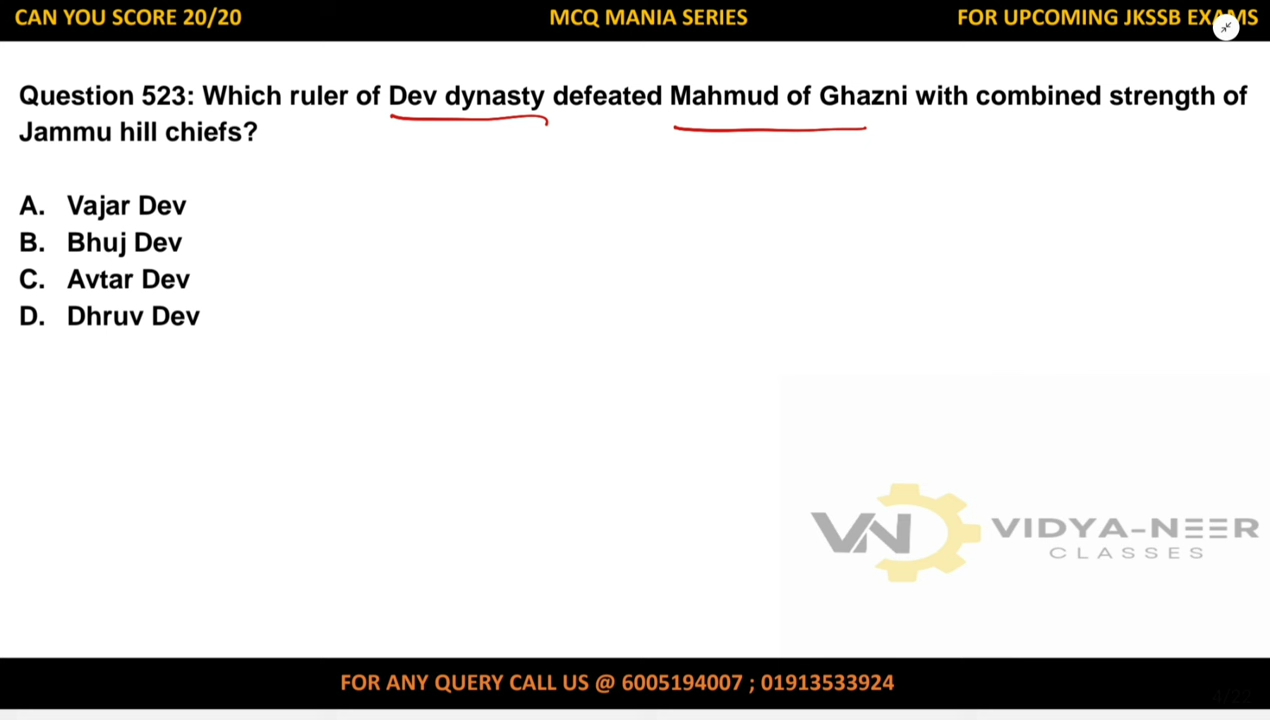 CAN YOU SCORE 20/20 MCQ MANIA SERIES FOR UPCOMING JKSSB EXAMS
Question 523: Which ruler of Dev dynasty defeated Mahmud of Ghazni with combined strength of
Jammu hill chiefs?
A. Vajar Dev
B. Bhuj Dev
C. Avtar Dev
D. Dhruv Dev
VIDYA-NEER
CLASSES
FOR ANY QUERY CALL US @ 6005194007 ; 01913533924